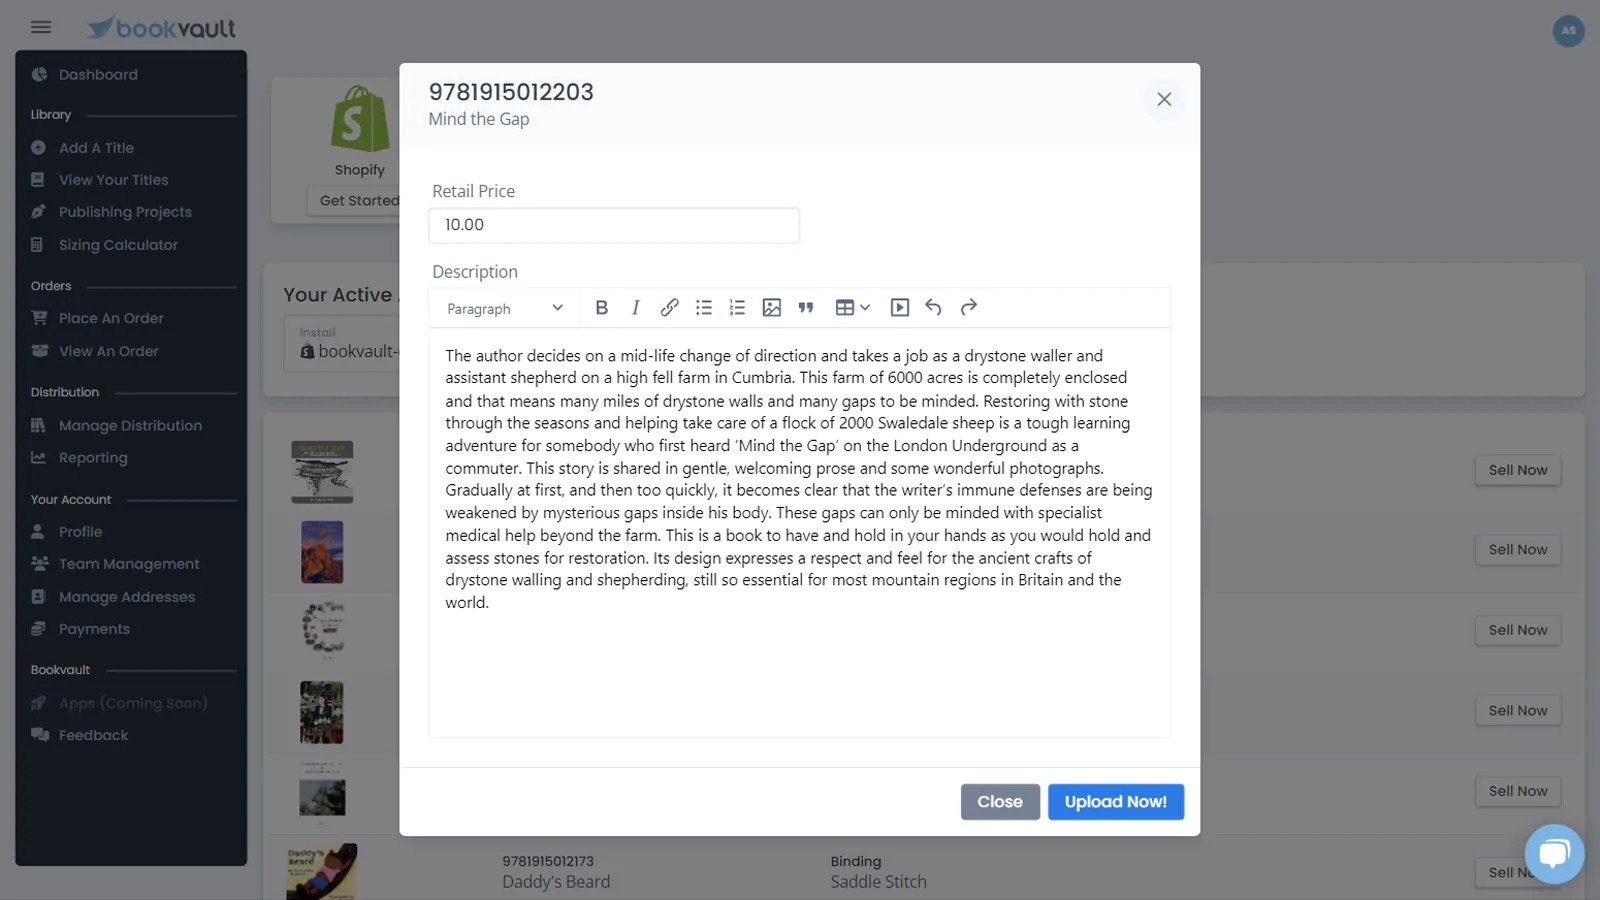 bookvault
AS
Dashboard
Library
Add A Title
View Your Titles
Publishing Projects
Sizing Calculator
Orders
Place An Order
View An Order
Distribution
Manage Distribution
Reporting
Your Account
Profile
Team Management
Manage Addresses
Payments
Bookvault
Apps (Coming Soon)
Feedback
Shopify
Get Started
Your Active
Install
bookvault-
9781915012203
Mind the Gap
Retail Price
10.00
Description
Paragraph
The author decides on a mid-life change of direction and takes a job as a drystone waller and
assistant shepherd on a high fell farm in Cumbria. This farm of 6000 acres is completely enclosed
and that means many miles of drystone walls and many gaps to be minded. Restoring with stone
through the seasons and helping take care of a flock of 2000 Swaledale sheep is a tough learning
adventure for somebody who first heard ‘Mind the Gap’ on the London Underground as a
commuter. This story is shared in gentle, welcoming prose and some wonderful photographs.
Gradually at first, and then too quickly, it becomes clear that the writer’s immune defenses are being
weakened by mysterious gaps inside his body. These gaps can only be minded with specialist
medical help beyond the farm. This is a book to have and hold in your hands as you would hold and
assess stones for restoration. Its design expresses a respect and feel for the ancient crafts of
drystone walling and shepherding, still so essential for most mountain regions in Britain and the
world.
Close
Upload Now!
Sell Now
Sell Now
Sell Now
Sell Now
Sell Now
Daddy's
Beard
9781915012173
Daddy's Beard
Binding
Saddle Stitch
Sell